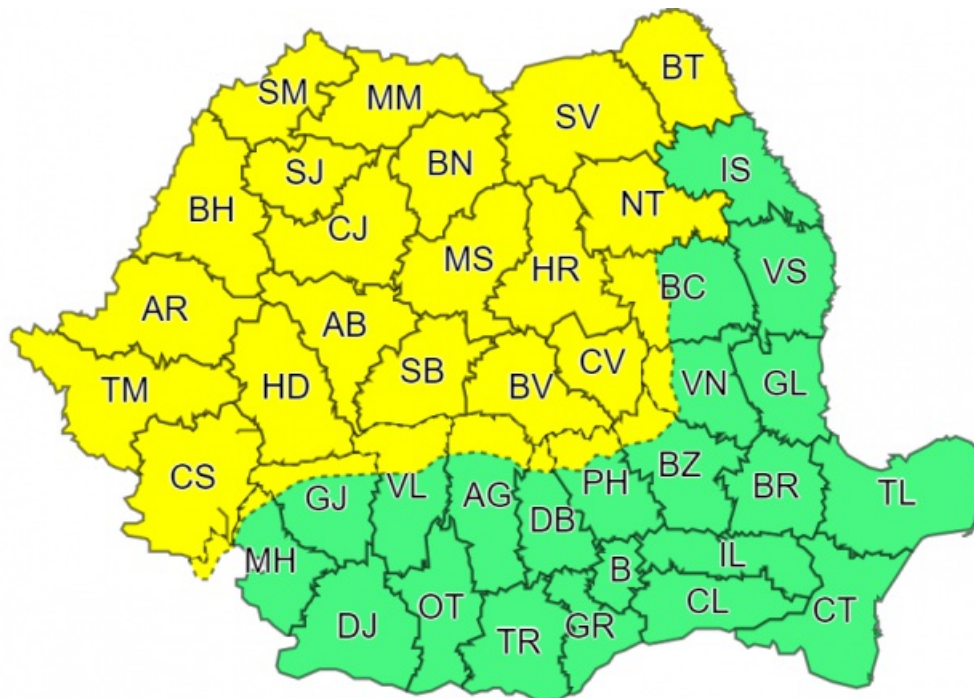 BT
SM
MM
SV
BN
IS
SJ
BH
NT
CJ
MS
HR
VS
BC
AR
AB
SB
CV
TM
HD
BV
VN
GL
CS
GJ
VL
AG
PH
BZ
BR
TL
DB
MH
B
IL
DJ
OT
TR
GR
CL
CT